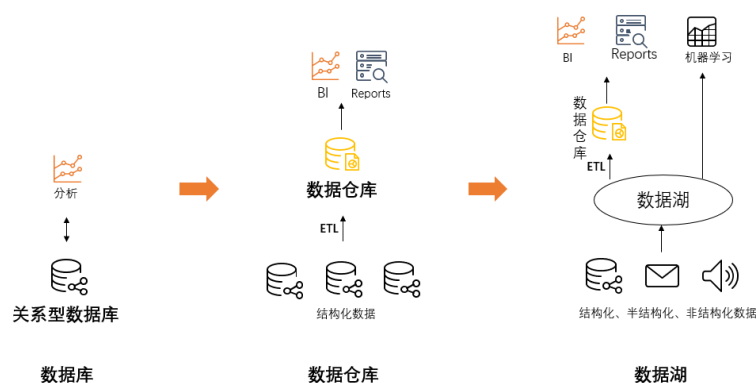 分析
关系型数据库
数据库
BI
Reports
数据仓库
ETL
结构化数据
数据仓库
BI
Reports
机器学习
数据仓库
ETL
数据湖
结构化、半结构化、非结构化数据
数据湖